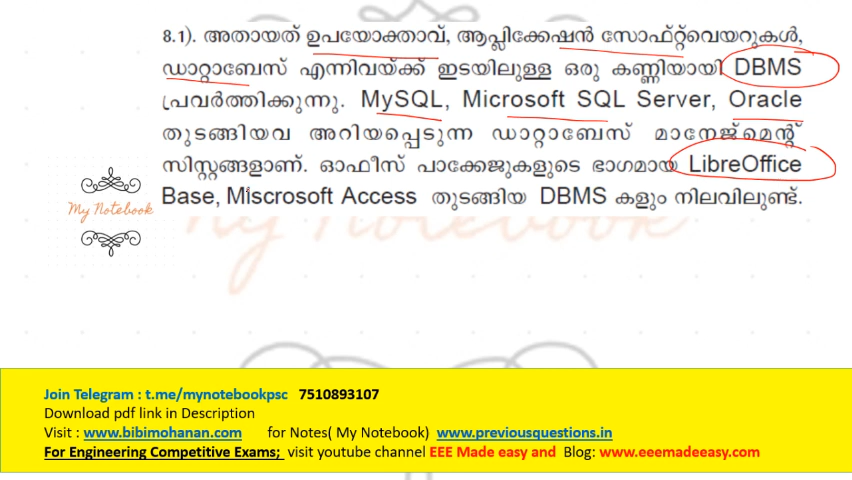 8.1). അതായത് ഉപയോക്താവ്, ആപ്ലിക്കേഷൻ സോഫ്റ്റ്‌വെയറുകൾ,
ഡാറ്റാബേസ് എന്നിവയ്ക്ക് ഇടയിലുള്ള ഒരു കണ്ണിയായി DBMS
പ്രവർത്തിക്കുന്നു. MySQL, Microsoft SQL Server, Oracle
തുടങ്ങിയവ അറിയപ്പെടുന്ന ഡാറ്റാബേസ് മാനേജ്മെന്റ്
സിസ്റ്റങ്ങളാണ്. ഓഫീസ് പാക്കേജുകളുടെ ഭാഗമായ LibreOffice
Base, Miscrosoft Access തുടങ്ങിയ DBMS കളും നിലവിലുണ്ട്.
My Notebook
My Notebook
Join Telegram : t.me/mynotebookpsc 7510893107
Download pdf link in Description
Visit : www.bibimohanan.com for Notes( My Notebook) www.previousquestions.in
For Engineering Competitive Exams; visit youtube channel EEE Made easy and Blog: www.eeemadeeasy.com